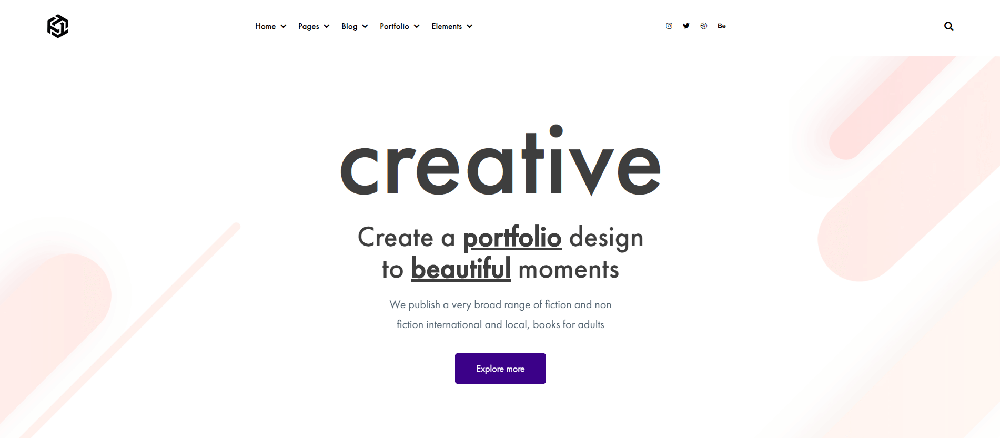 Home Pages Blog Portfolio Elements Be
creative
Create a portfolio design
to beautiful moments
We publish a very broad range of fiction and non
fiction international and local, books for adults
Explore more